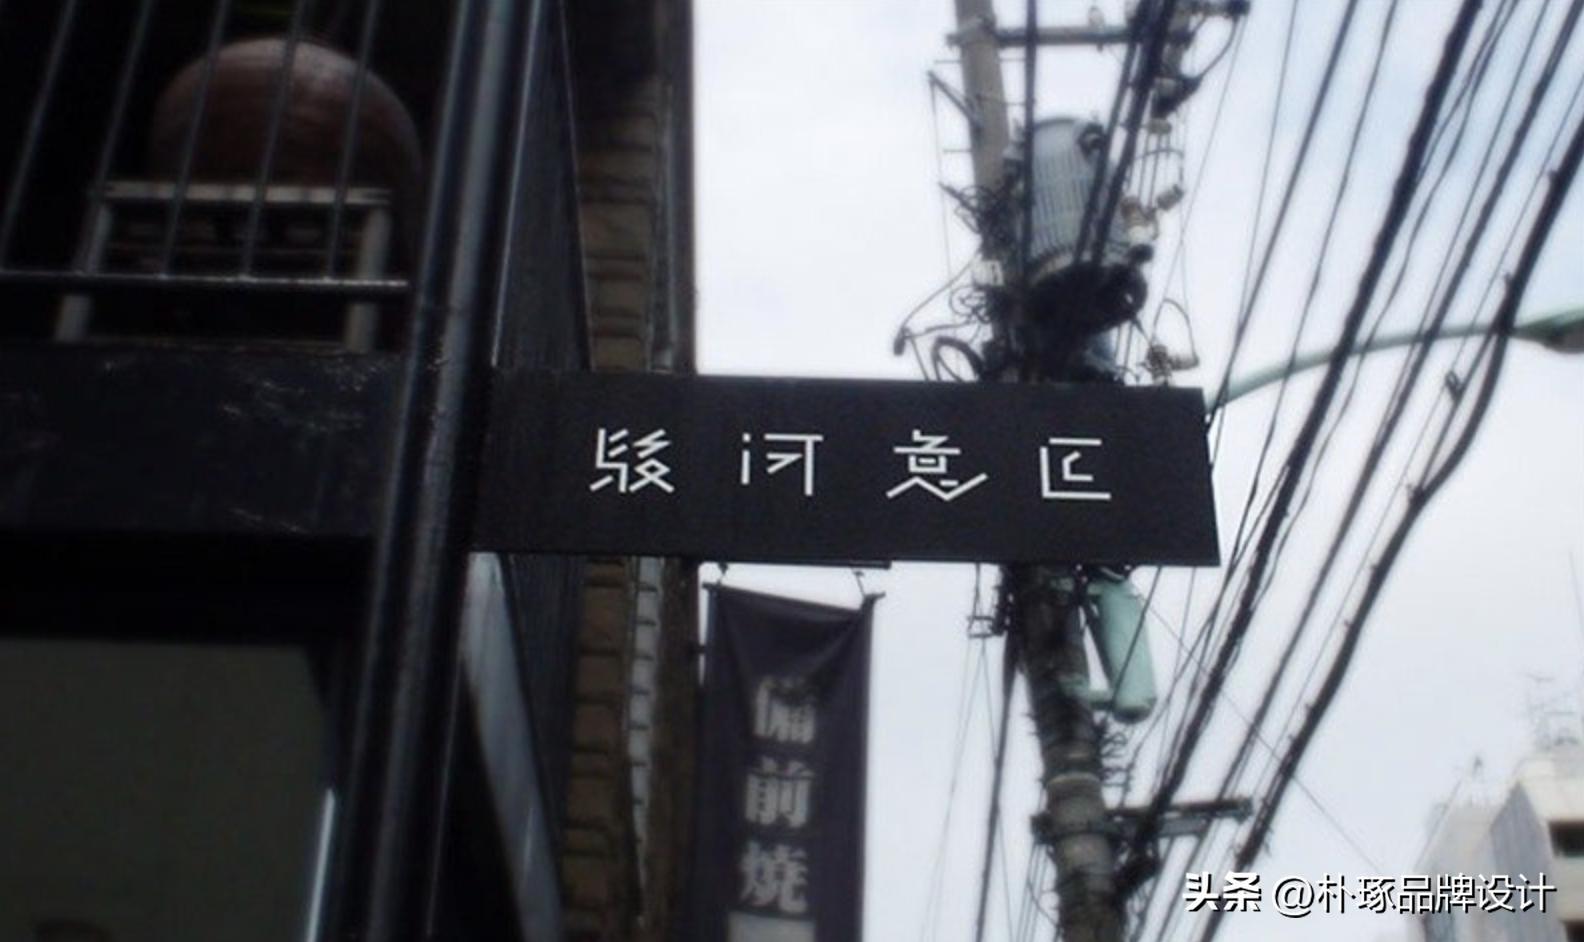 駿河意匠
備
前
焼
头条 @朴琢品牌设计